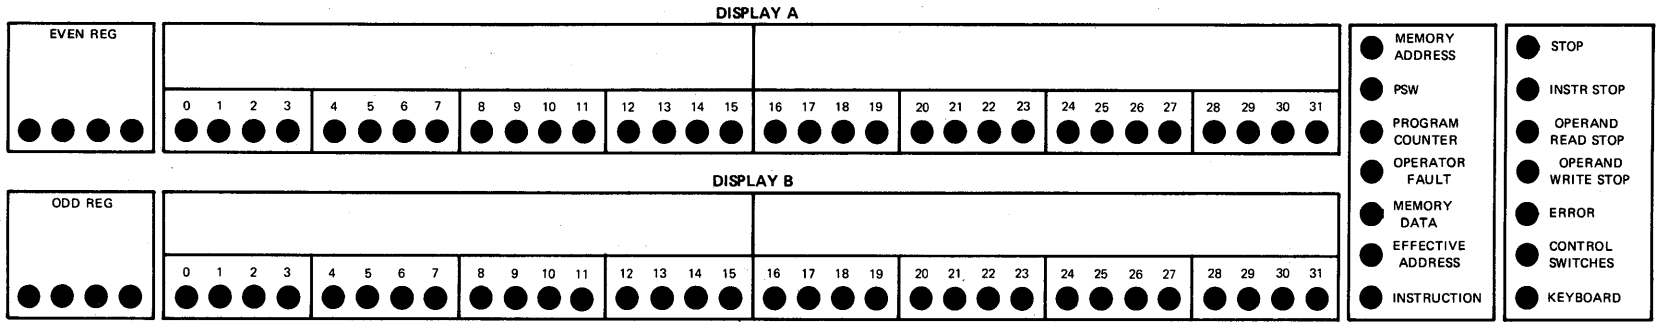 DISPLAY A
EVEN REG
0 1 2 3 4 5 6 7 8 9 10 11 12 13 14 15 16 17 18 19 20 21 22 23 24 25 26 27 28 29 30 31
DISPLAY B
ODD REG
0 1 2 3 4 5 6 7 8 9 10 11 12 13 14 15 16 17 18 19 20 21 22 23 24 25 26 27 28 29 30 31
MEMORY
ADDRESS
PSW
PROGRAM
COUNTER
OPERATOR
FAULT
MEMORY
DATA
EFFECTIVE
ADDRESS
INSTRUCTION
STOP
INSTR STOP
OPERAND
READ STOP
OPERAND
WRITE STOP
ERROR
CONTROL
SWITCHES
KEYBOARD